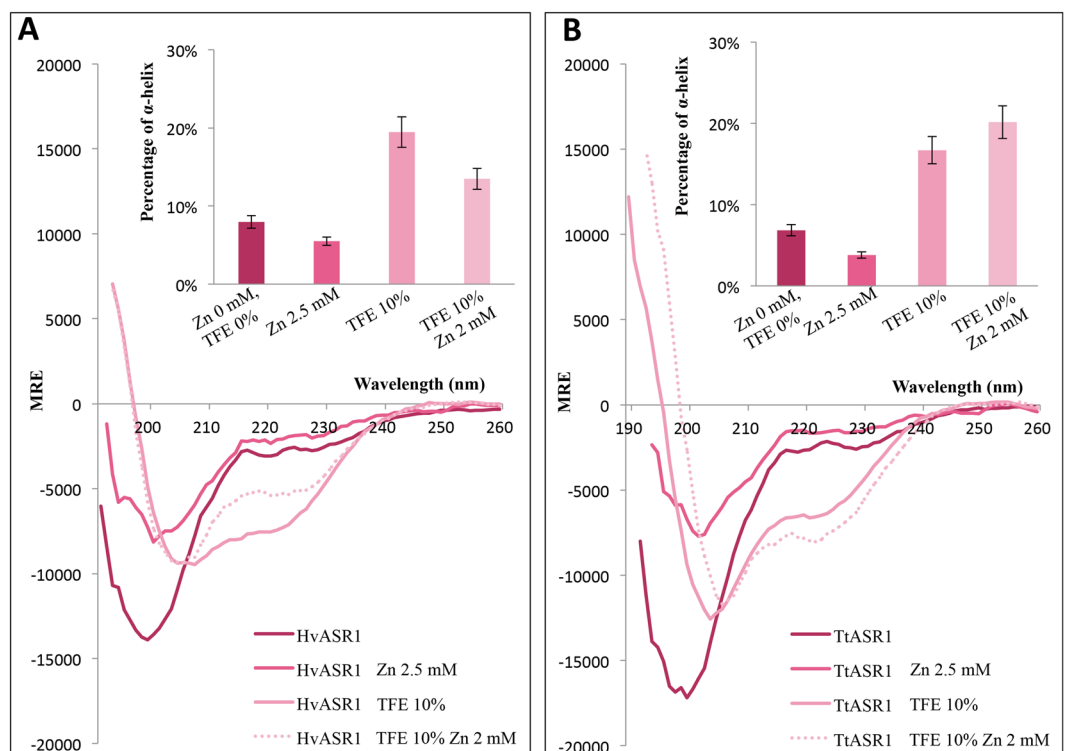 A
Percentage of α-helix
30%
20%
10%
0%
Zn 0 mM,
TFE 0%
Zn 2.5 mM
TFE 10%
TFE 10%
Zn 2 mM
MRE
20000
15000
10000
5000
0
-5000
-10000
-15000
-20000
Wavelength (nm)
200 210 220 230 240 250 260
HvASR1
HvASR1 Zn 2.5 mM
HvASR1 TFE 10%
HvASR1 TFE 10% Zn 2 mM
B
Percentage of α-helix
30%
20%
10%
0%
Zn 0 mM,
TFE 0%
Zn 2.5 mM
TFE 10%
TFE 10%
Zn 2 mM
MRE
20000
15000
10000
5000
0
-5000
-10000
-15000
-20000
Wavelength (nm)
190 200 210 220 230 240 250 260
TtASR1
TtASR1 Zn 2.5 mM
TtASR1 TFE 10%
TtASR1 TFE 10% Zn 2 mM